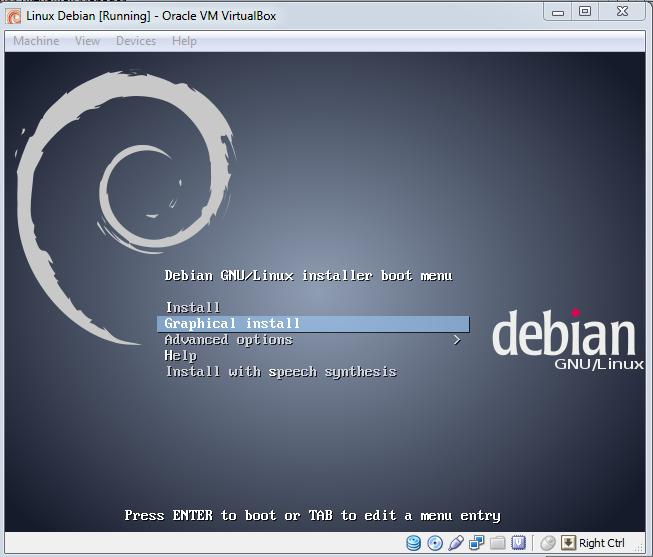 Linux Debian [Running] - Oracle VM VirtualBox
Machine View Devices Help
Debian GNU/Linux installer boot menu
Install
Graphical install
Advanced options >
Help
Install with speech synthesis
debian
GNU/Linux
Press ENTER to boot or TAB to edit a menu entry
Right Ctrl